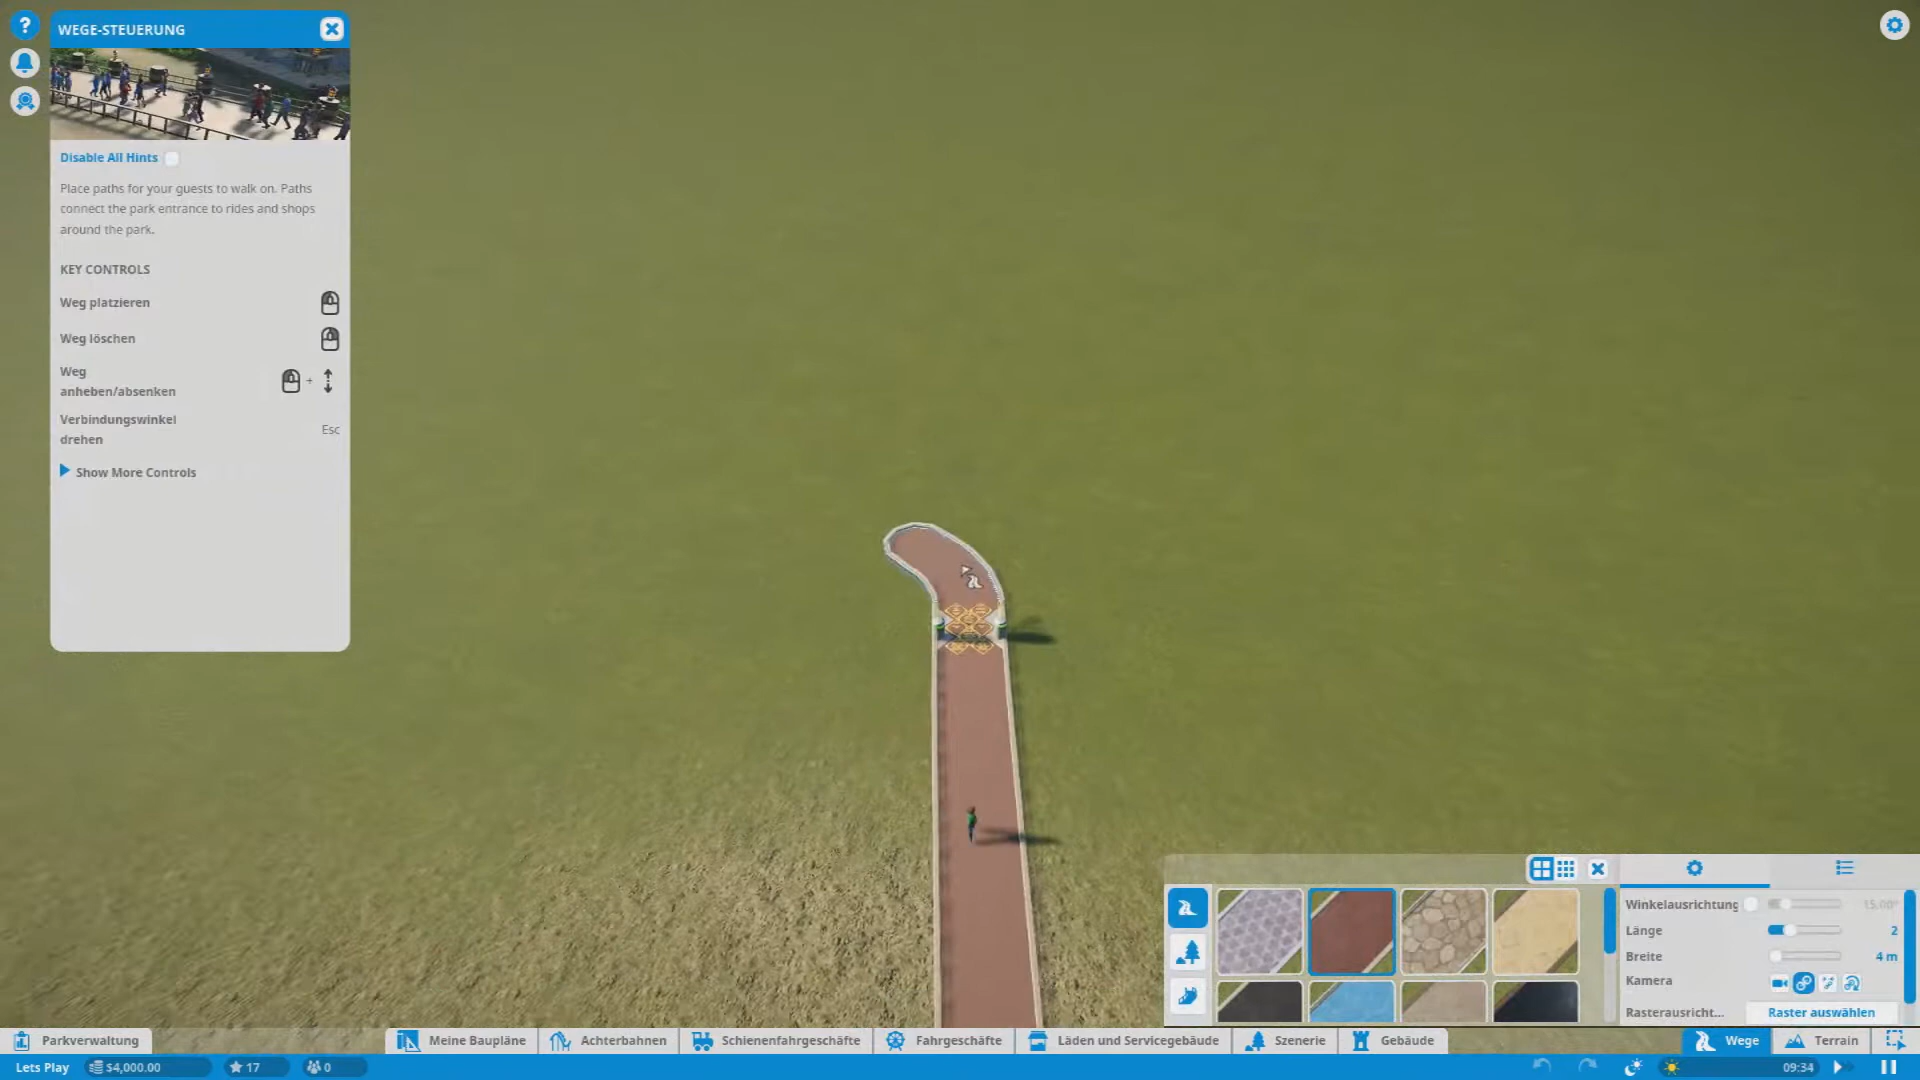 WEGE-STEUERUNG
Disable All Hints
Place paths for your guests to walk on. Paths
connect the park entrance to rides and shops
around the park.
KEY CONTROLS
Weg platzieren
Weg löschen
Weg
anheben/absenken
+
Verbindungswinkel
drehen
Esc
Show More Controls
Winkelausrichtung
15,00°
Länge
2
Breite
4 m
Kamera
Rasterausricht...
Raster auswählen
Parkverwaltung
Meine Baupläne
Achterbahnen
Schienenfahrgeschäfte
Fahrgeschäfte
Läden und Servicegebäude
Szenerie
Gebäude
Wege
Terrain
Lets Play
$4,000.00
17
0
09:34